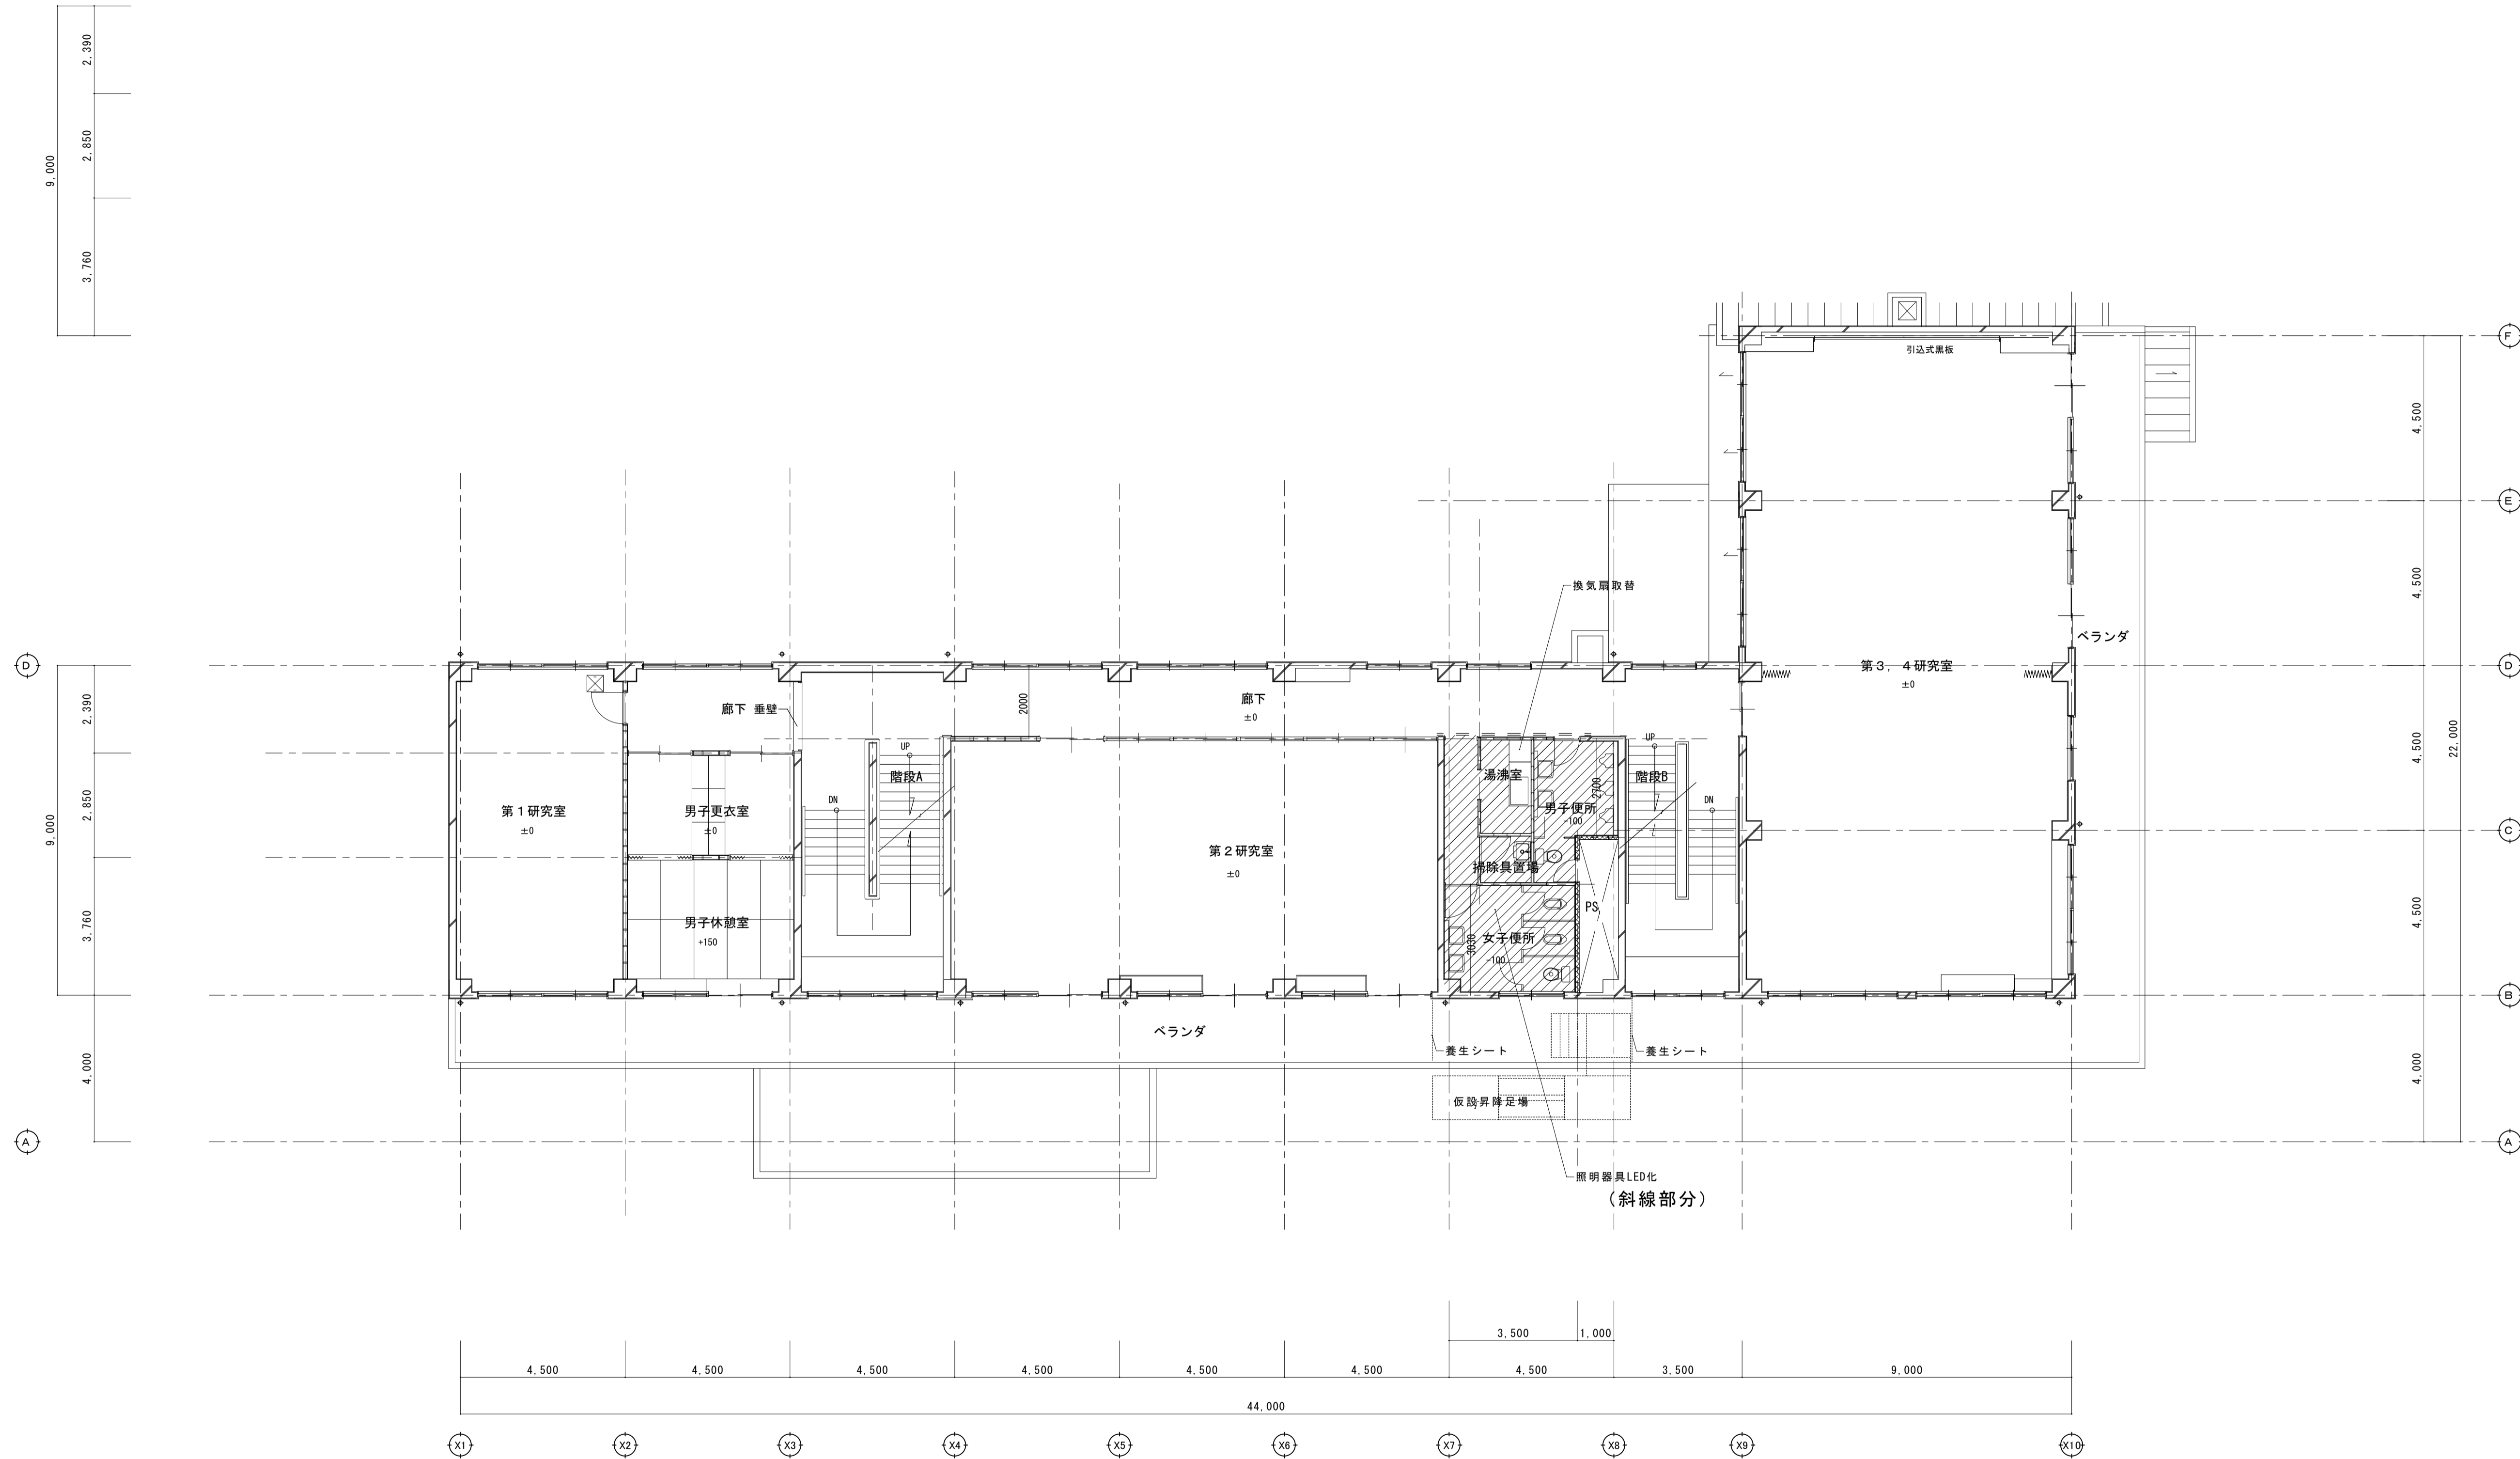 2,390
2,850
9,000
3,760
F
引込式黒板
4,500
E
換気扇取替
4,500
ベランダ
D
第３，４研究室
±0
D
2,390
廊下 垂壁
2000
廊下
±0
4,500
22,000
UP
階段A
湯沸室
UP
階段B
2700
DN
DN
第１研究室
±0
男子更衣室
±0
男子便所
-100
2,850
9,000
C
第２研究室
±0
掃除具置場
PS
3,760
男子休憩室
+150
女子便所
-100
3030
4,500
B
ベランダ
養生シート
養生シート
4,000
4,000
仮設昇降足場
A
A
照明器具LED化
（斜線部分）
3,500
1,000
4,500
4,500
4,500
4,500
4,500
4,500
4,500
3,500
9,000
44,000
X1
X2
X3
X4
X5
X6
X7
X8
X9
X10